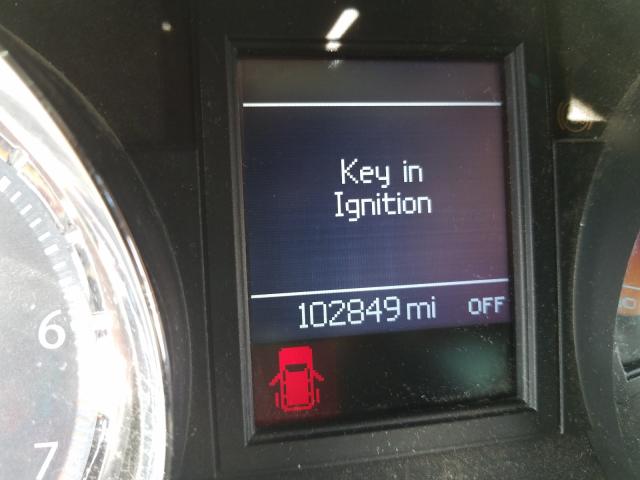 Key in
Ignition
102849 mi OFF
6
7